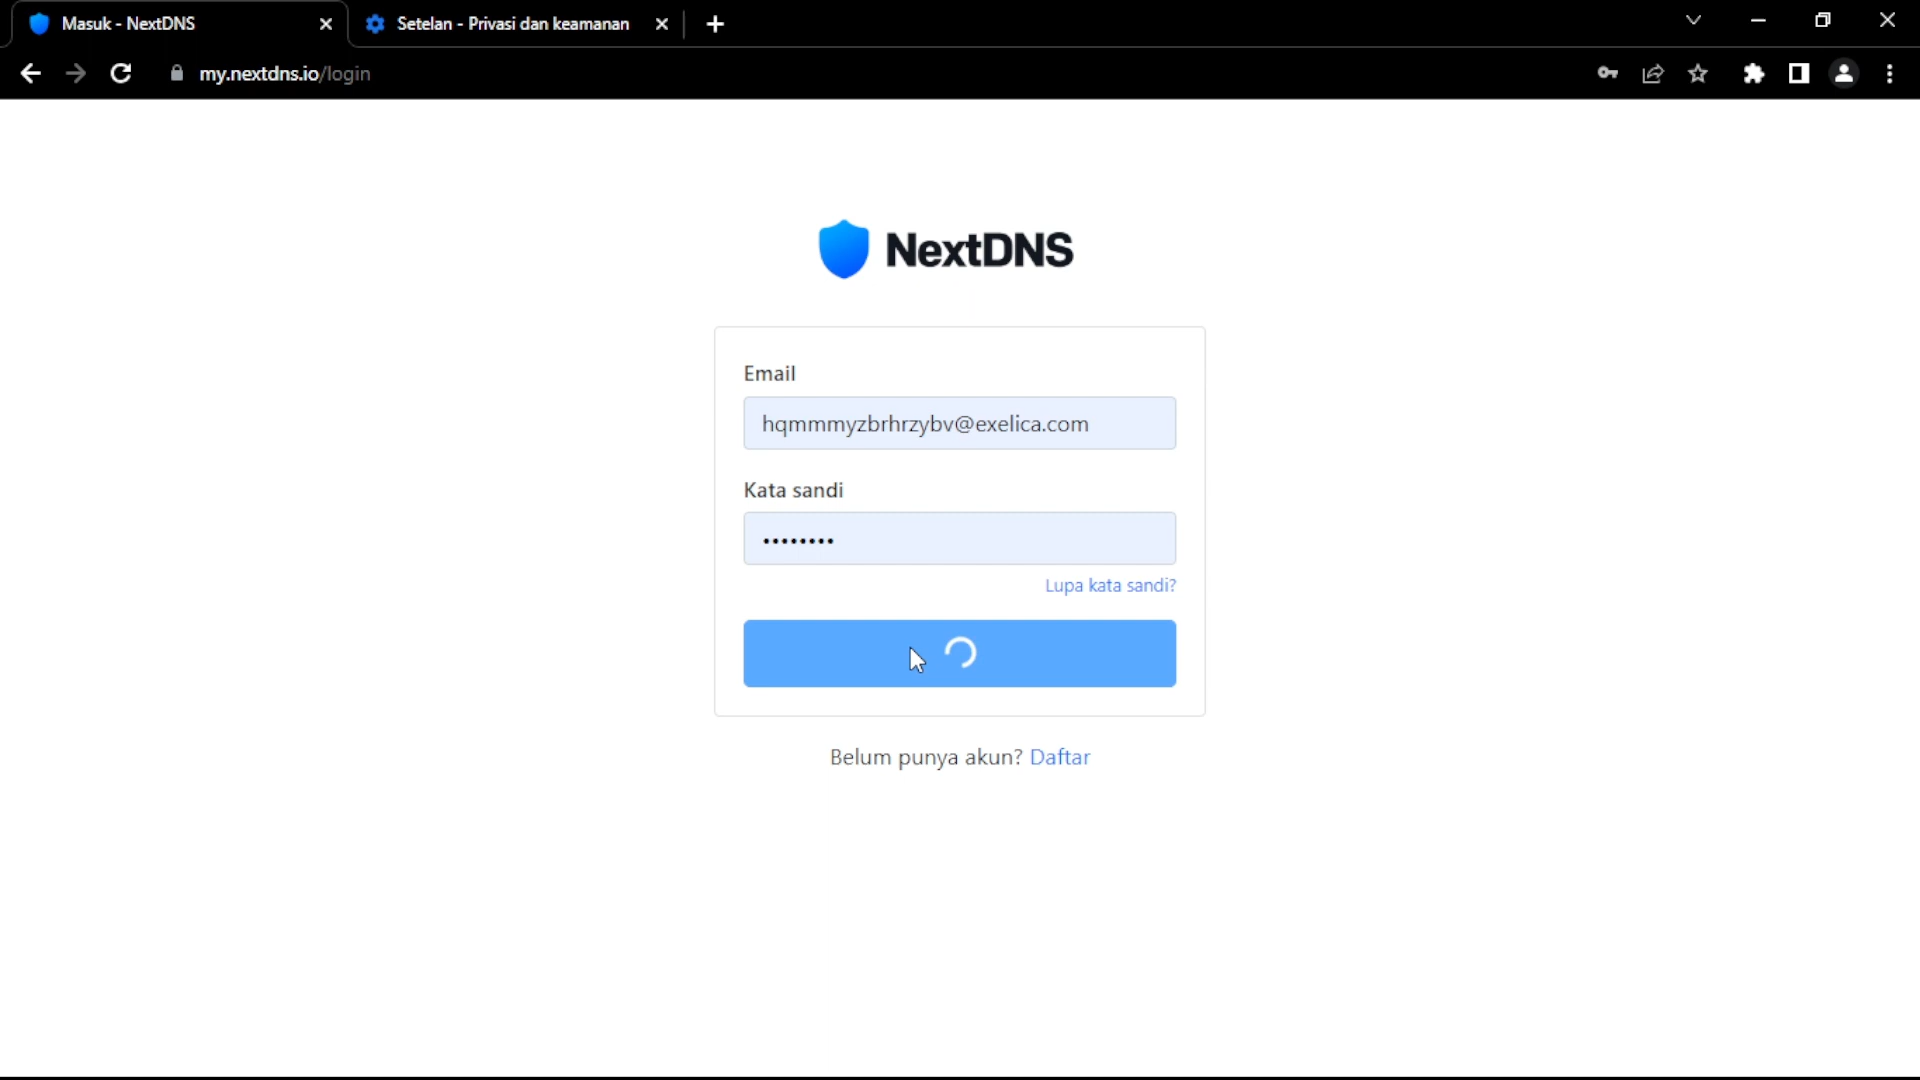 Masuk - NextDNS
Setelan - Privasi dan keamanan
my.nextdns.io/login
NextDNS
Email
hqmmmyzbrhrzybv@exelica.com
Kata sandi
••••••••
Lupa kata sandi?
Belum punya akun? Daftar